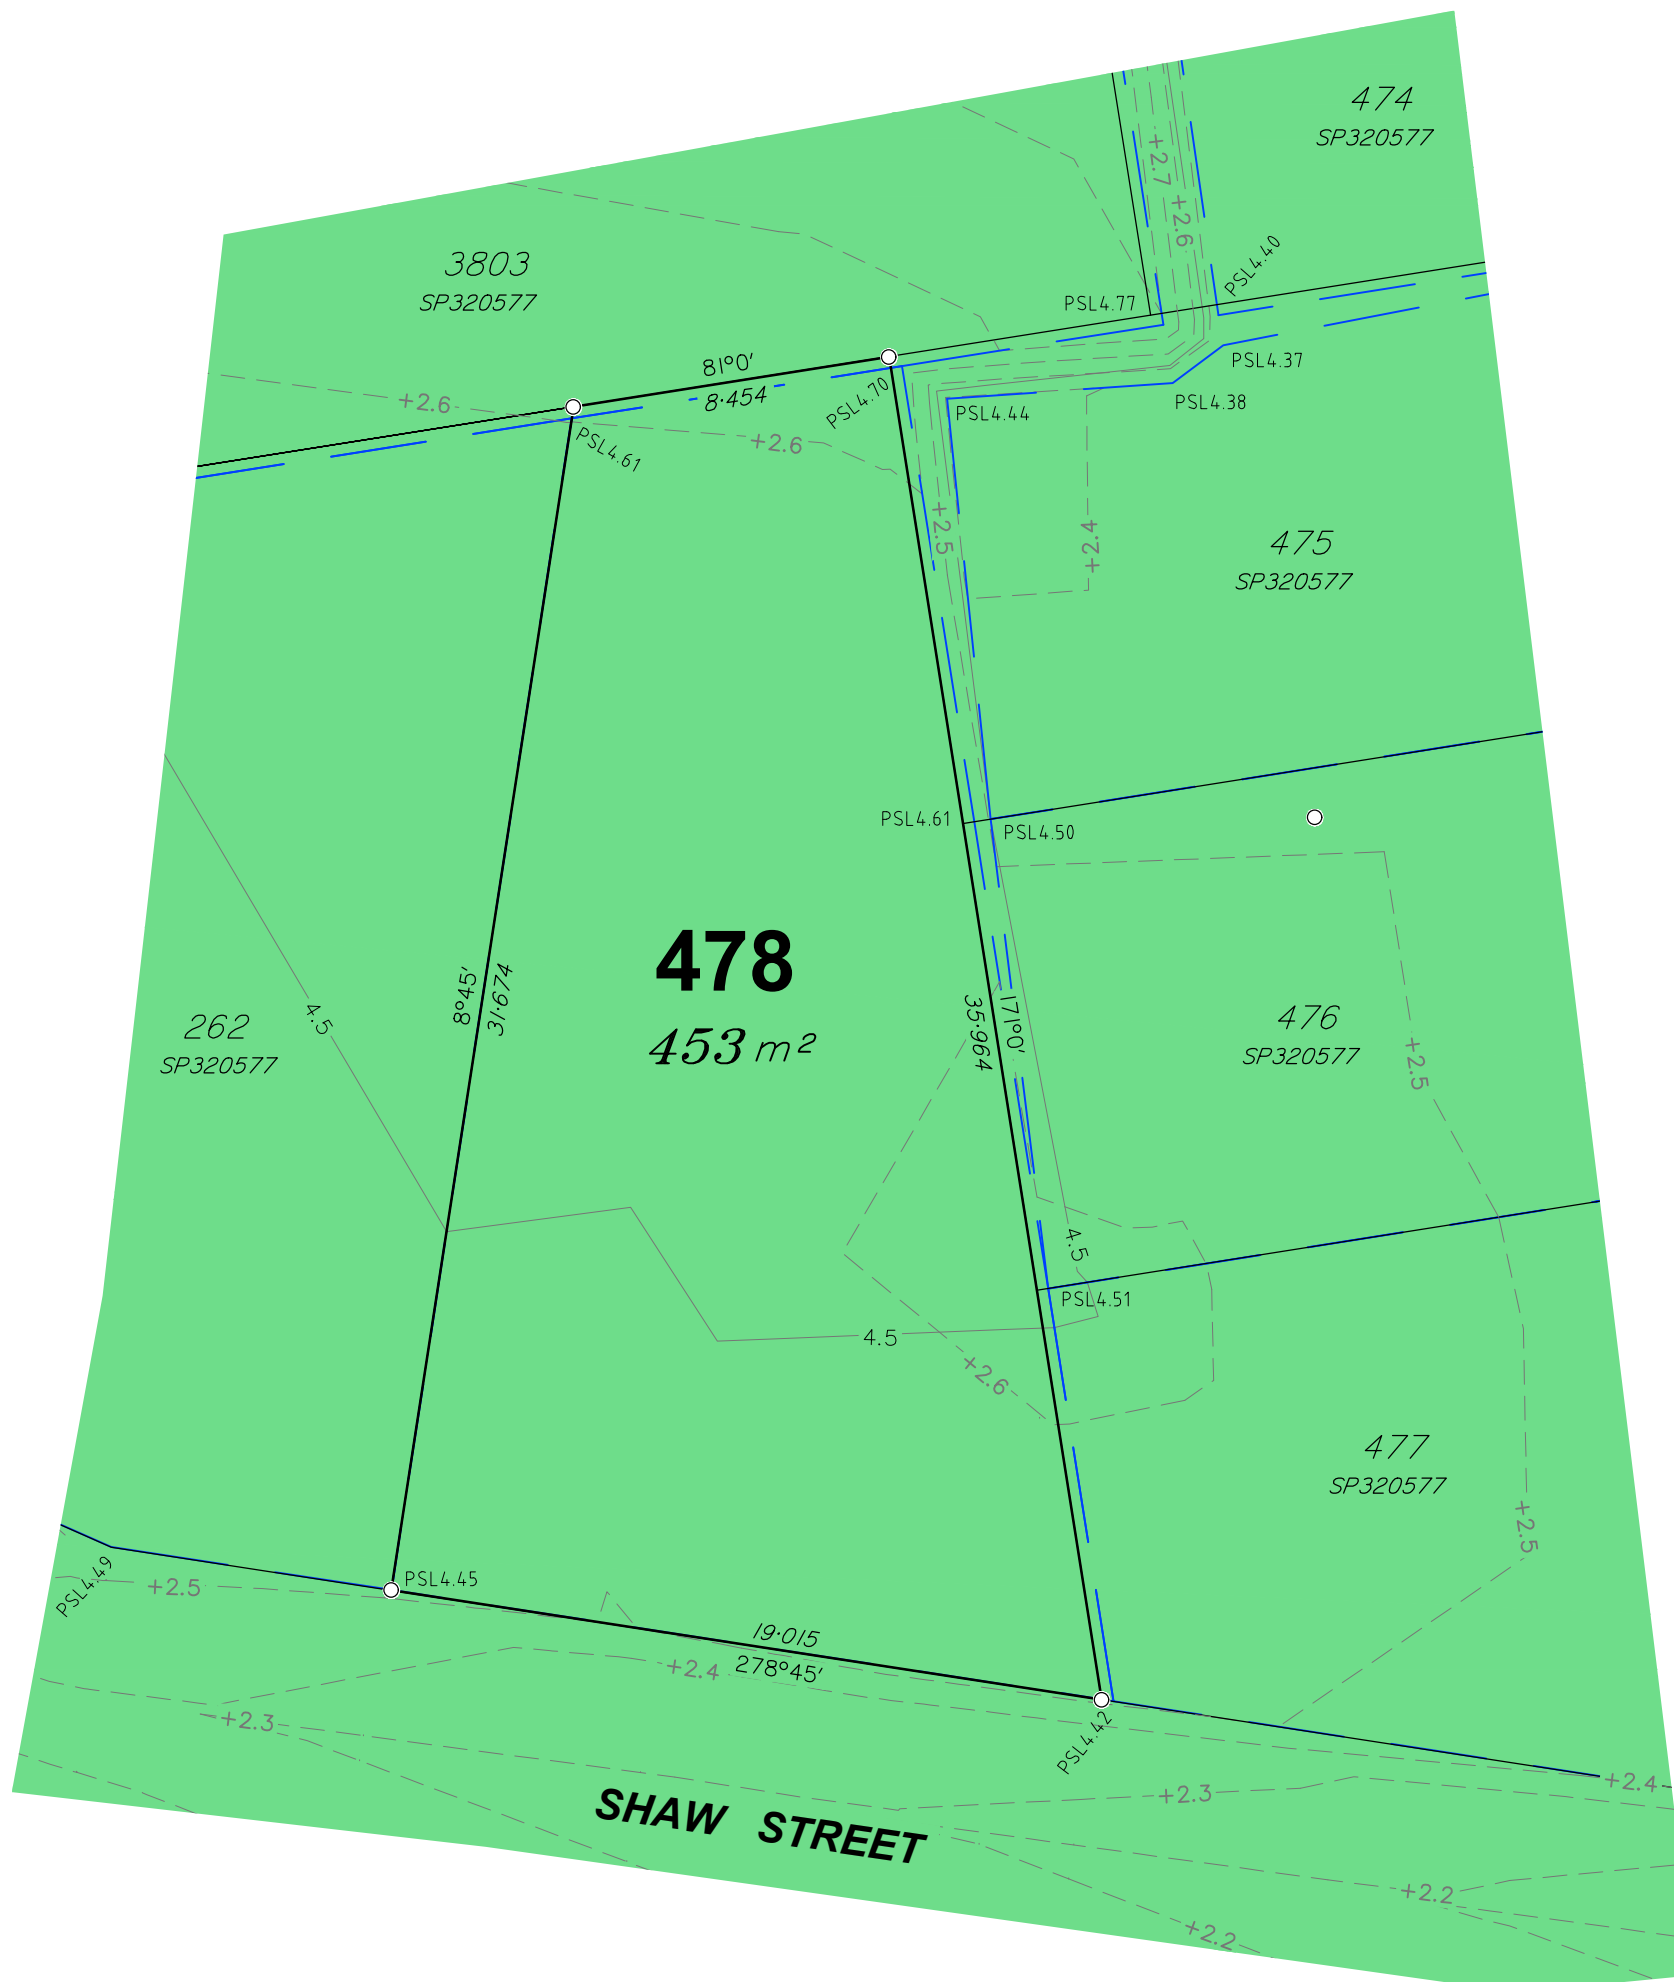 474
SP320577
+2.7
+2.6
PSL4.40
3803
SP320577
PSL4.77
81°0'
8·454
PSL4.70
PSL4.37
PSL4.38
PSL4.44
+2.6
PSL4.61
+2.6
+2.5
+2.4
475
SP320577
PSL4.61
PSL4.50
478
453 m²
8°45'
31·674
4.5
262
SP320577
35·964
171°0'
476
SP320577
+2.5
4.5
PSL4.51
4.5
+2.6
477
SP320577
+2.5
PSL4.49
+2.5
PSL4.45
19·015
278°45'
+2.4
PSL4.42
+2.3
+2.3
+2.4
SHAW STREET
+2.2
+2.2